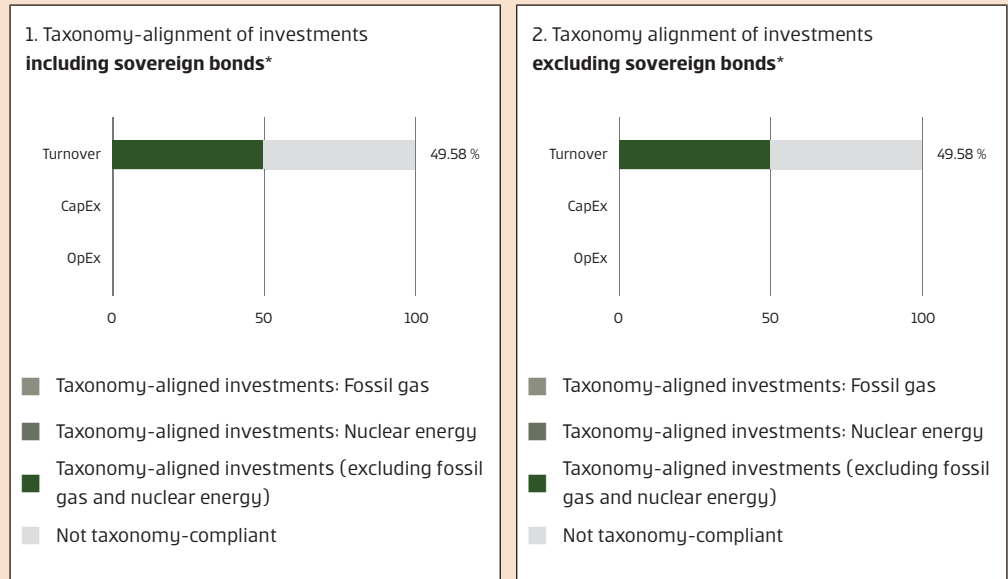 1. Taxonomy-alignment of investments
including sovereign bonds*
Turnover
49.58 %
CapEx
OpEx
0 50 100
Taxonomy-aligned investments: Fossil gas
Taxonomy-aligned investments: Nuclear energy
Taxonomy-aligned investments (excluding fossil
gas and nuclear energy)
Not taxonomy-compliant
2. Taxonomy alignment of investments
excluding sovereign bonds*
Turnover
49.58 %
CapEx
OpEx
0 50 100
Taxonomy-aligned investments: Fossil gas
Taxonomy-aligned investments: Nuclear energy
Taxonomy-aligned investments (excluding fossil
gas and nuclear energy)
Not taxonomy-compliant